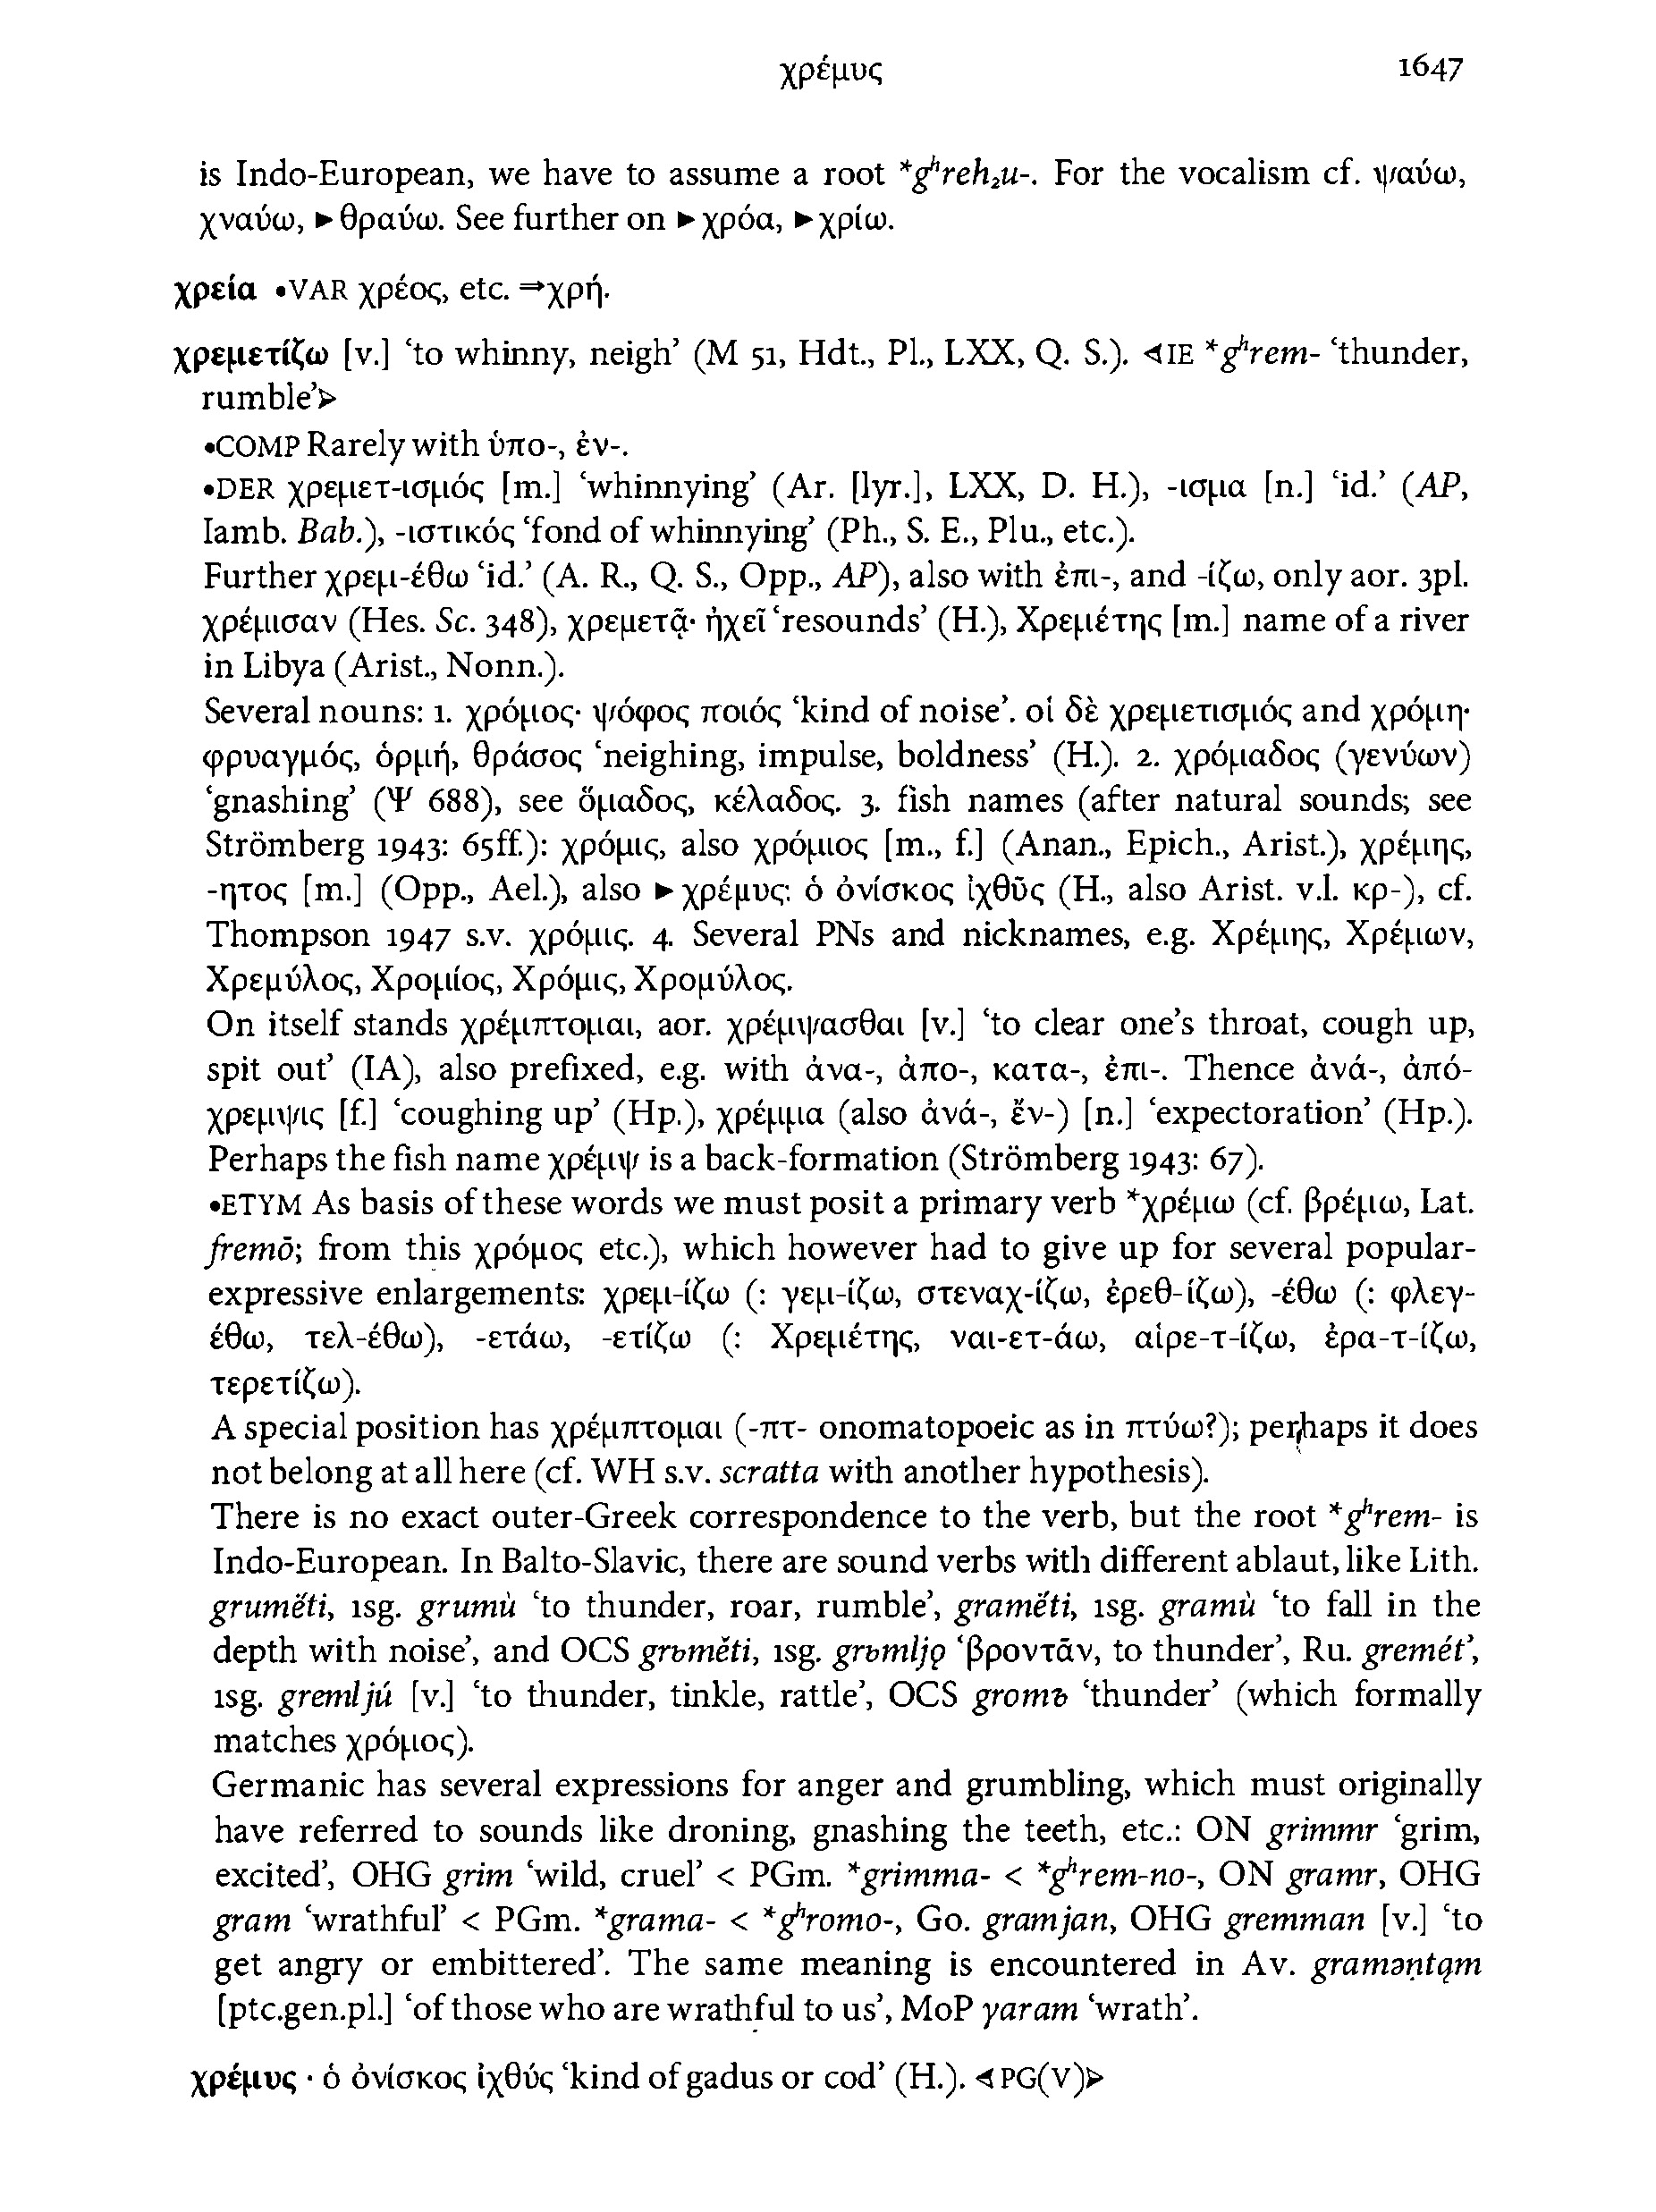 χρέμυς 1647
is Indo-European, we have to assume a root *gʰreh₂u-. For the vocalism cf. ψαύω,
χναύω, ►θραύω. See further on ►χρόα, ►χρίω.
χρεία •VAR χρέος, etc. ⇒χρή.
χρεμετίζω [v.] ‘to whinny, neigh’ (M 51, Hdt., Pl., LXX, Q. S.). ⊲IE *gʰrem- ‘thunder,
rumble’⊳
•COMP Rarely with ὑπο-, ἐν-.
•DER χρεμετ-ισμός [m.] ‘whinnying’ (Ar. [lyr.], LXX, D. H.), -ισμα [n.] ‘id.’ (AP,
Iamb. Bab.), -ιστικός ‘fond of whinnying’ (Ph., S. E., Plu., etc.).
Further χρεμ-έθω ‘id.’ (A. R., Q. S., Opp., AP), also with ἐπι-, and -ίζω, only aor. 3pl.
χρέμισαν (Hes. Sc. 348), χρεμετᾷ· ἠχεῖ ‘resounds’ (H.), Χρεμέτης [m.] name of a river
in Libya (Arist., Nonn.).
Several nouns: 1. χρόμος· ψόφος ποιός ‘kind of noise’. οἱ δὲ χρεμετισμός and χρόμη·
φρυαγμός, ὁρμή, θράσος ‘neighing, impulse, boldness’ (H.). 2. χρόμαδος (γενύων)
‘gnashing’ (Ψ 688), see ὅμαδος, κέλαδος. 3. fish names (after natural sounds; see
Strömberg 1943: 65ff.): χρόμις, also χρόμιος [m., f.] (Anan., Epich., Arist.), χρέμης,
-ητος [m.] (Opp., Ael.), also ►χρέμυς: ὁ ὀνίσκος ἰχθῦς (H., also Arist. v.l. κρ-), cf.
Thompson 1947 s.v. χρόμις. 4. Several PNs and nicknames, e.g. Χρέμης, Χρέμων,
Χρεμύλος, Χρομίος, Χρόμις, Χρομύλος.
On itself stands χρέμπτομαι, aor. χρέμψασθαι [v.] ‘to clear one’s throat, cough up,
spit out’ (IA), also prefixed, e.g. with ἀνα-, ἀπο-, κατα-, ἐπι-. Thence ἀνά-, ἀπό-
χρεμψις [f.] ‘coughing up’ (Hp.), χρέμμα (also ἀνά-, ἔν-) [n.] ‘expectoration’ (Hp.).
Perhaps the fish name χρέμψ is a back-formation (Strömberg 1943: 67).
•ETYM As basis of these words we must posit a primary verb *χρέμω (cf. βρέμω, Lat.
fremō; from this χρόμος etc.), which however had to give up for several popular-
expressive enlargements: χρεμ-ίζω (: γεμ-ίζω, στεναχ-ίζω, ἐρεθ-ίζω), -έθω (: φλεγ-
έθω, τελ-έθω), -ετάω, -ετίζω (: Χρεμέτης, ναι-ετ-άω, αἱρε-τ-ίζω, ἐρα-τ-ίζω,
τερετίζω).
A special position has χρέμπτομαι (-πτ- onomatopoeic as in πτύω?); perhaps it does
not belong at all here (cf. WH s.v. scratta with another hypothesis).
There is no exact outer-Greek correspondence to the verb, but the root *gʰrem- is
Indo-European. In Balto-Slavic, there are sound verbs with different ablaut, like Lith.
grumė́ti, 1sg. grumù ‘to thunder, roar, rumble’, gramė́ti, 1sg. gramù ‘to fall in the
depth with noise’, and OCS grъměti, 1sg. grъmljǫ ‘βροντᾶν, to thunder’, Ru. gremét’,
1sg. gremljú [v.] ‘to thunder, tinkle, rattle’, OCS gromъ ‘thunder’ (which formally
matches χρόμος).
Germanic has several expressions for anger and grumbling, which must originally
have referred to sounds like droning, gnashing the teeth, etc.: ON grimmr ‘grim,
excited’, OHG grim ‘wild, cruel’ < PGm. *grimma- < *gʰrem-no-, ON gramr, OHG
gram ‘wrathful’ < PGm. *grama- < *gʰromo-, Go. gramjan, OHG gremman [v.] ‘to
get angry or embittered’. The same meaning is encountered in Av. gramәṇtąm
[ptc.gen.pl.] ‘of those who are wrathful to us’, MoP yaram ‘wrath’.
χρέμυς · ὁ ὀνίσκος ἰχθύς ‘kind of gadus or cod’ (H.). ⊲PG(V)⊳